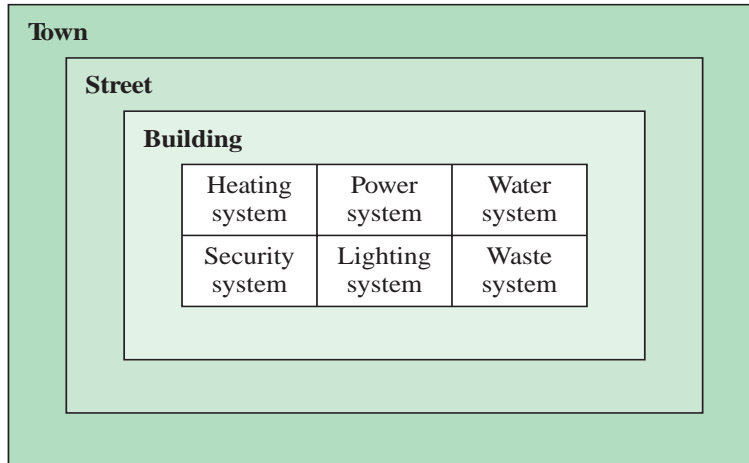 Town
Street
Building
Heating system
Power system
Water system
Security system
Lighting system
Waste system